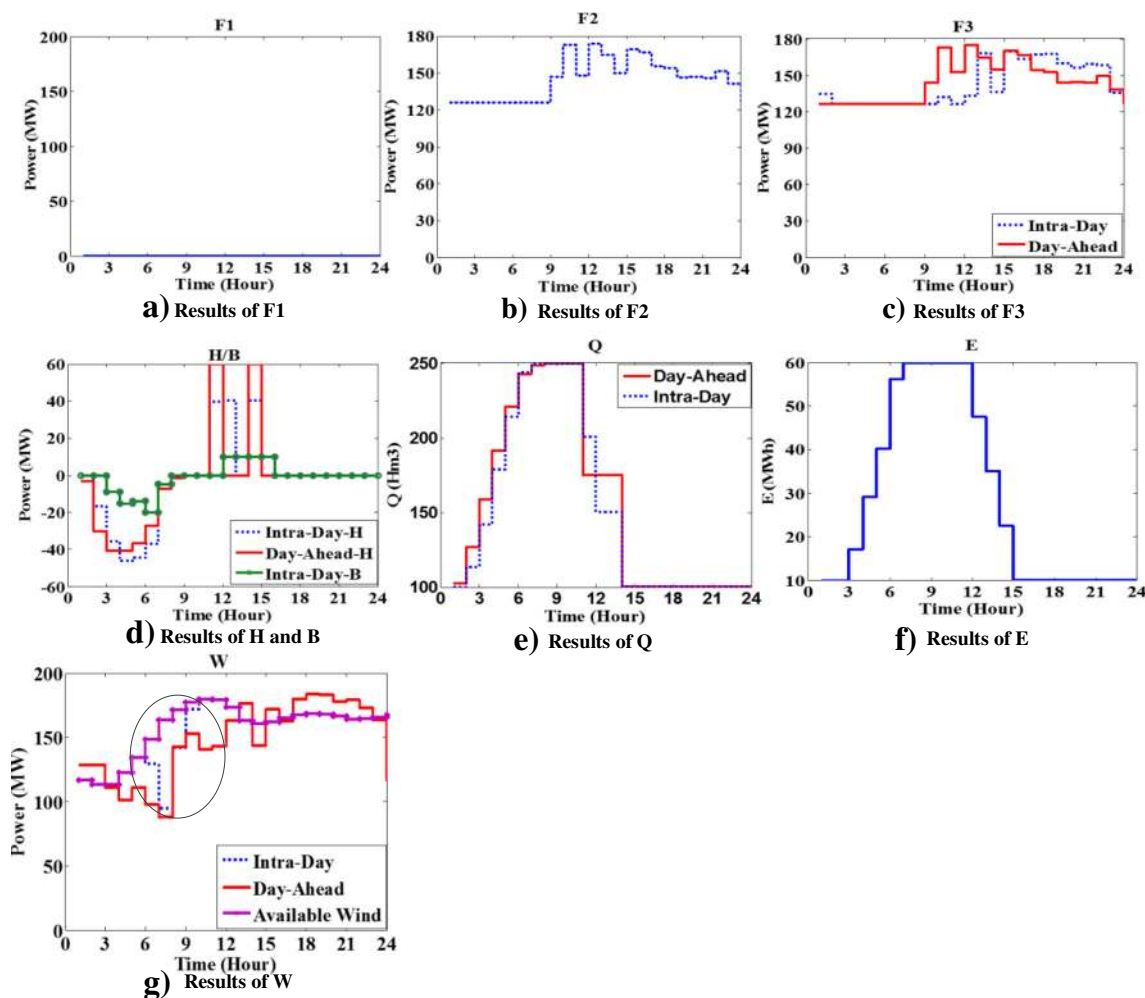 F1
Power (MW)
200
150
100
50
0
0 3 6 9 12 15 18 21 24
Time (Hour)
a) Results of F1
F2
Power (MW)
180
150
120
90
60
30
0
0 3 6 9 12 15 18 21 24
Time (Hour)
b) Results of F2
F3
Power (MW)
180
150
120
90
60
30
0
0 3 6 9 12 15 18 21 24
Time (Hour)
Intra-Day
Day-Ahead
c) Results of F3
H/B
Power (MW)
60
40
20
0
-20
-40
-60
0 3 6 9 12 15 18 21 24
Time (Hour)
Intra-Day-H
Day-Ahead-H
Intra-Day-B
d) Results of H and B
Q
Q (Hm3)
250
200
150
100
0 3 6 9 12 15 18 21 24
Time (Hour)
Day-Ahead
Intra-Day
e) Results of Q
E
E (MWh)
60
50
40
30
20
10
0 3 6 9 12 15 18 21 24
Time (Hour)
f) Results of E
W
Power (MW)
200
150
100
50
0
0 3 6 9 12 15 18 21 24
Time (Hour)
Intra-Day
Day-Ahead
Available Wind
g) Results of W